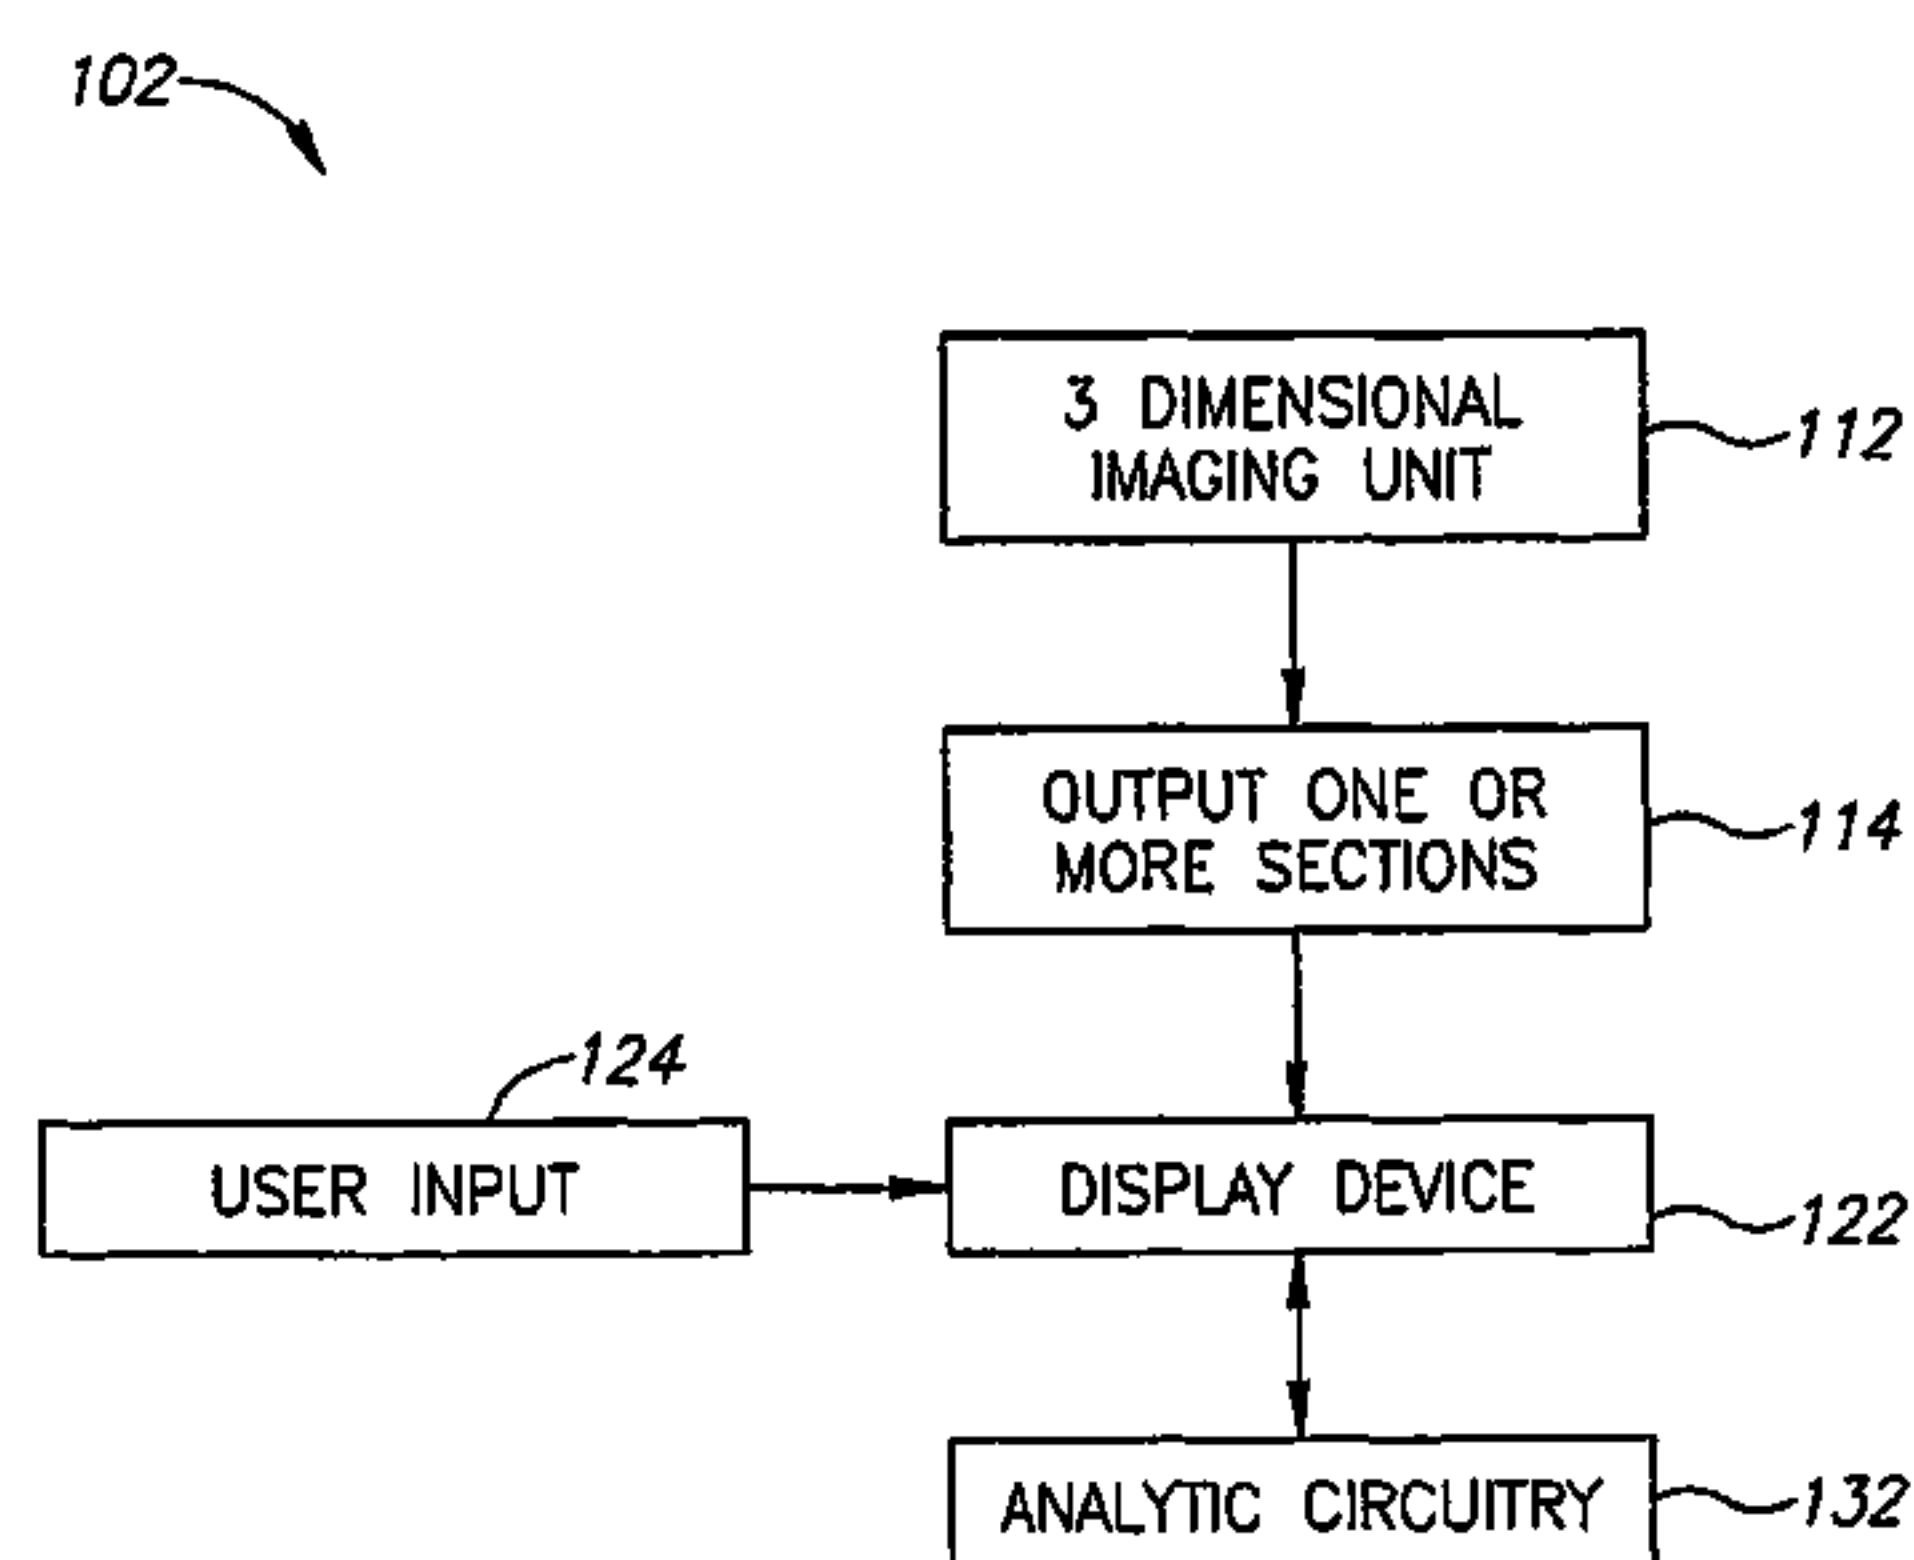 102
3 DIMENSIONAL
IMAGING UNIT
112
OUTPUT ONE OR
MORE SECTIONS
114
124
USER INPUT
DISPLAY DEVICE
122
ANALYTIC CIRCUITRY
132